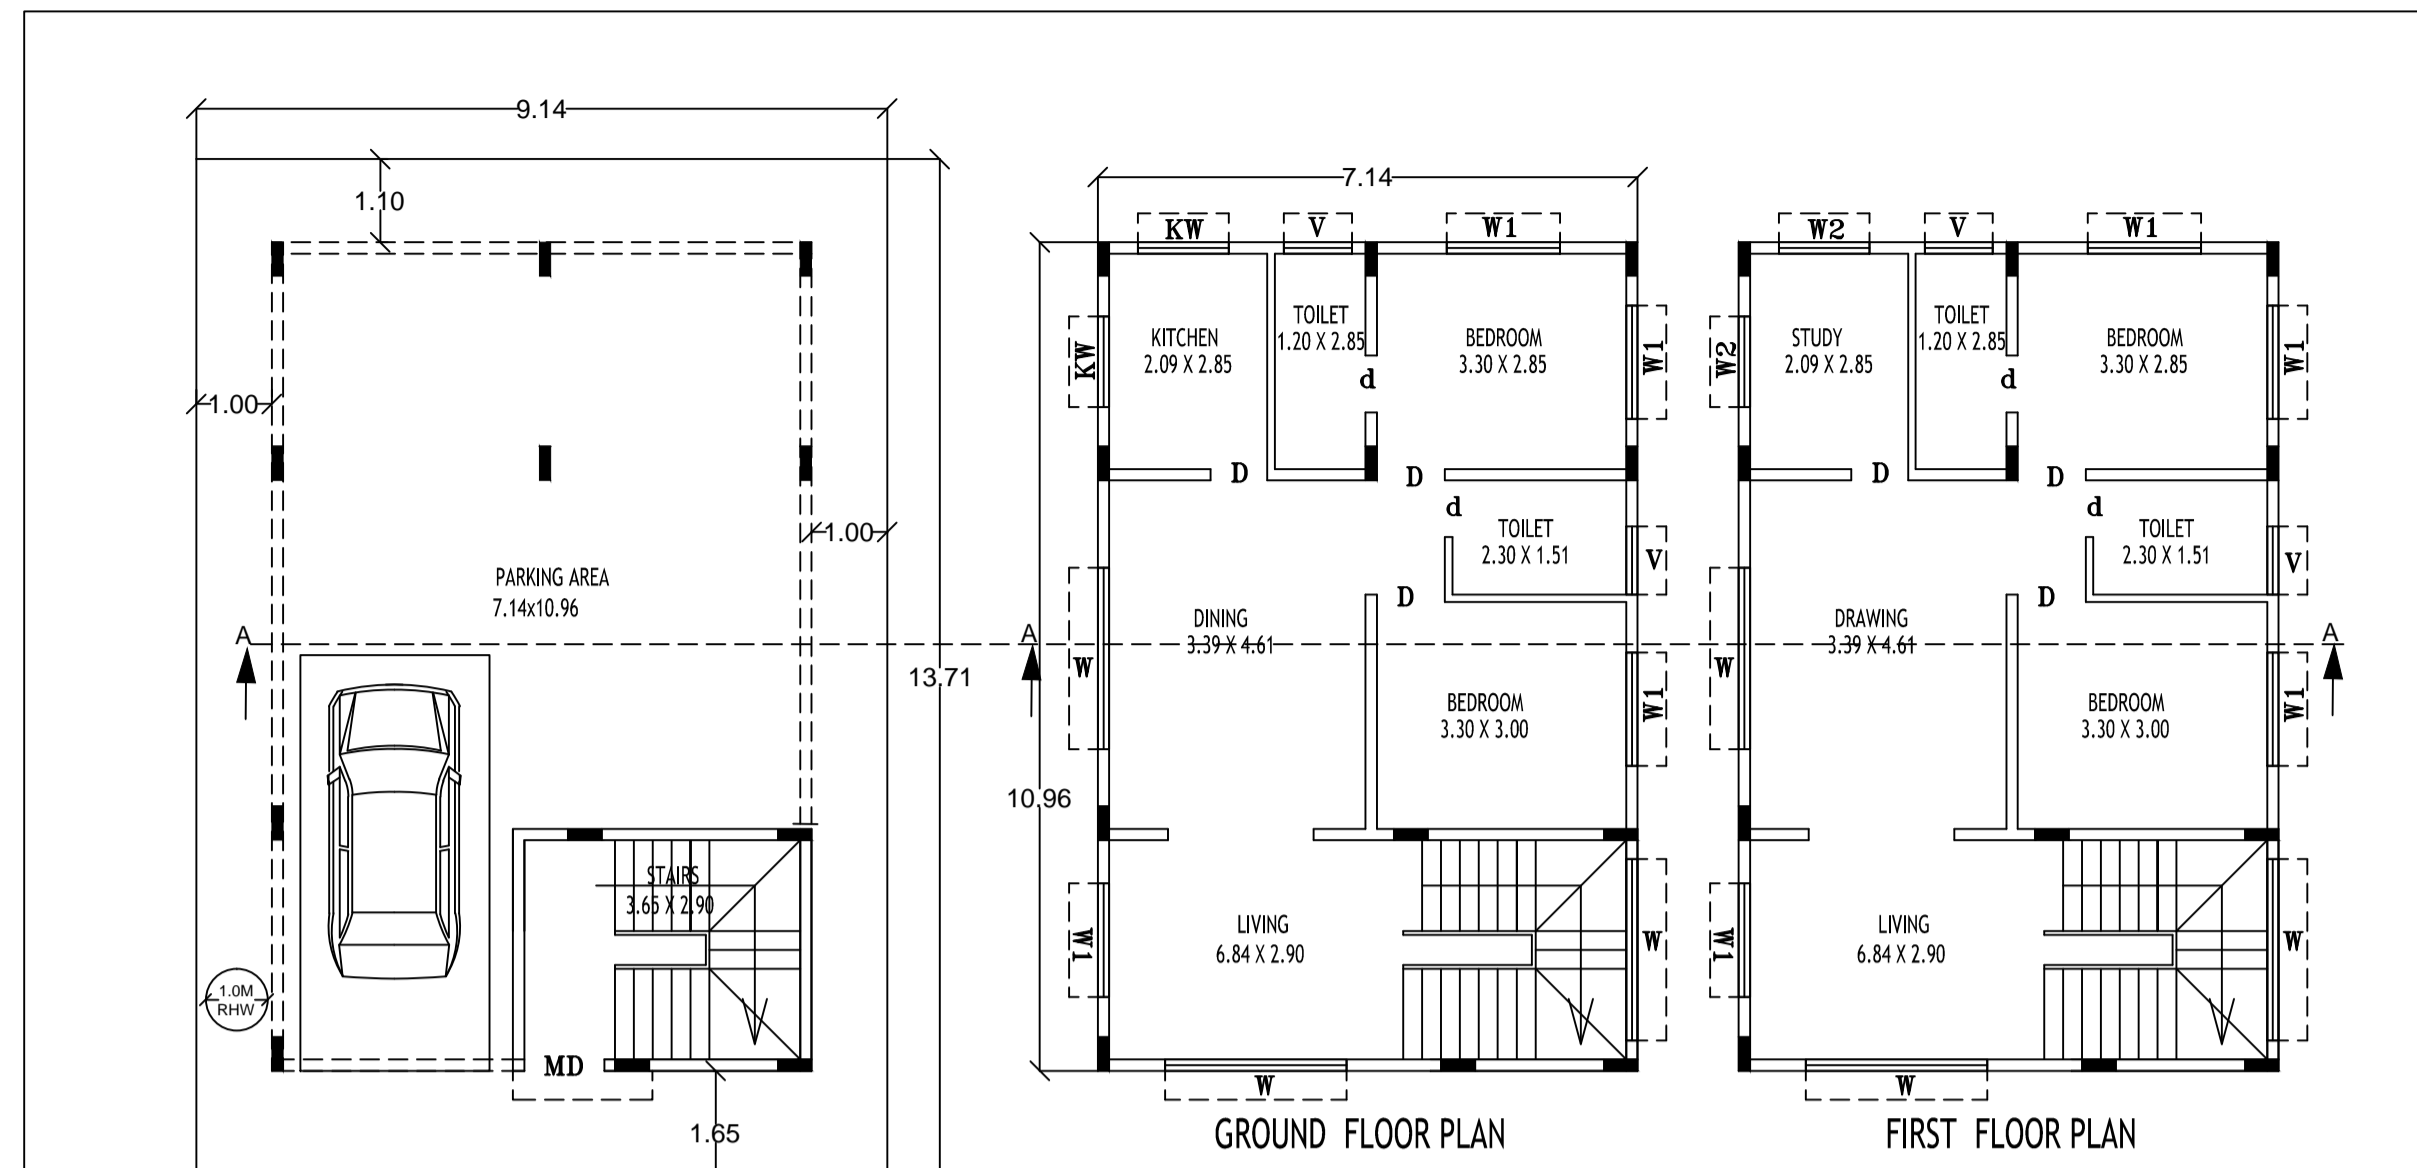 9.14
1.10
1.00
1.00
PARKING AREA
7.14x10.96
A
13.71
STAIRS
3.65 X 2.90
1.0M
RHW
MD
1.65
7.14
KW
V
W1
KW
KITCHEN
2.09 X 2.85
TOILET
1.20 X 2.85
BEDROOM
3.30 X 2.85
W1
d
D
D
d
TOILET
2.30 X 1.51
V
D
DINING
3.39 X 4.61
A
W
BEDROOM
3.30 X 3.00
W1
10.96
LIVING
6.84 X 2.90
W1
W
W
GROUND FLOOR PLAN
W2
V
W1
W2
STUDY
2.09 X 2.85
TOILET
1.20 X 2.85
BEDROOM
3.30 X 2.85
W1
d
D
D
d
TOILET
2.30 X 1.51
V
D
DRAWING
3.39 X 4.61
A
W
BEDROOM
3.30 X 3.00
W1
LIVING
6.84 X 2.90
W1
W
W
FIRST FLOOR PLAN